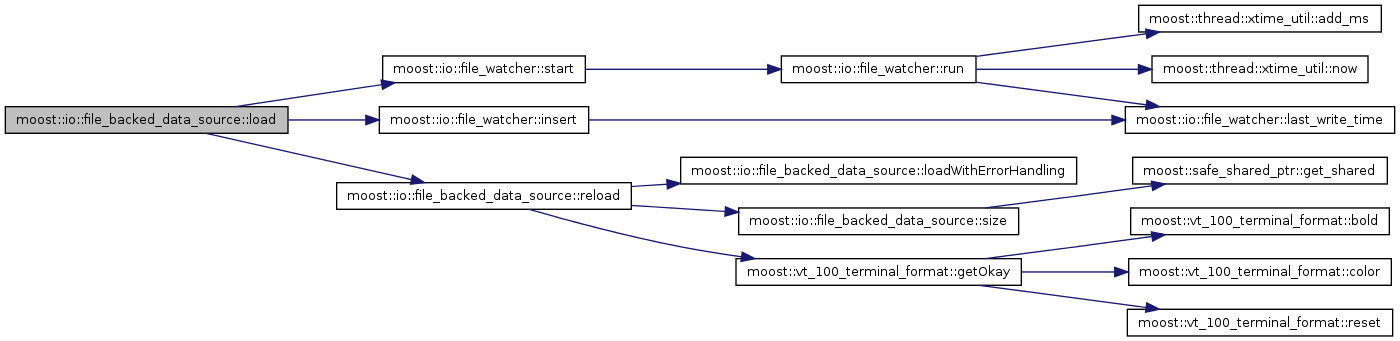 moost::thread::xtime_util::add_ms
moost::io::file_watcher::start
moost::io::file_watcher::run
moost::thread::xtime_util::now
moost::io::file_backed_data_source::load
moost::io::file_watcher::insert
moost::io::file_watcher::last_write_time
moost::io::file_backed_data_source::loadWithErrorHandling
moost::safe_shared_ptr::get_shared
moost::io::file_backed_data_source::reload
moost::io::file_backed_data_source::size
moost::vt_100_terminal_format::bold
moost::vt_100_terminal_format::getOkay
moost::vt_100_terminal_format::color
moost::vt_100_terminal_format::reset